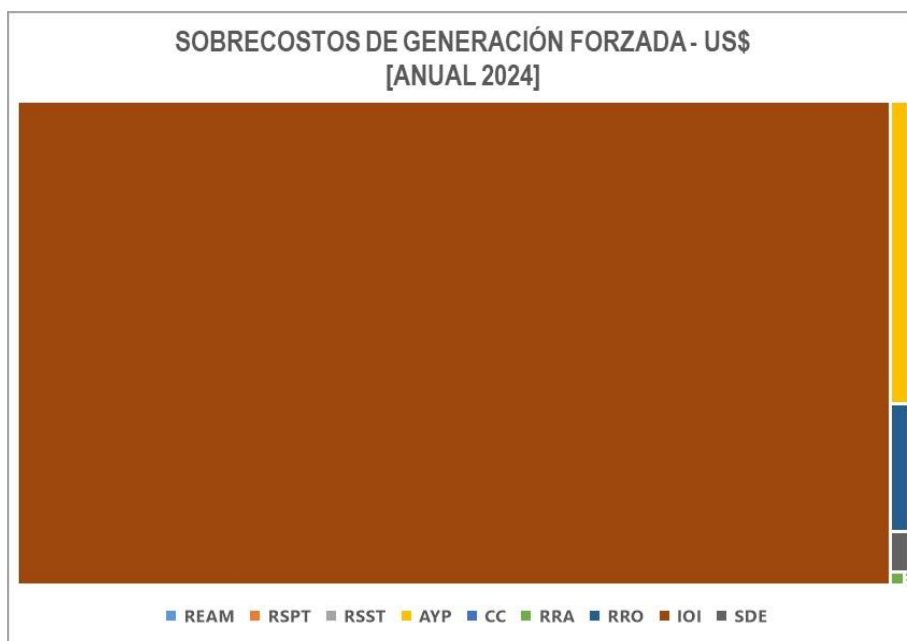 SOBRECOSTOS DE GENERACIÓN FORZADA - US$
[ANUAL 2024]
REAM RSPT RSST AYP CC RRA RRO IOI SDE